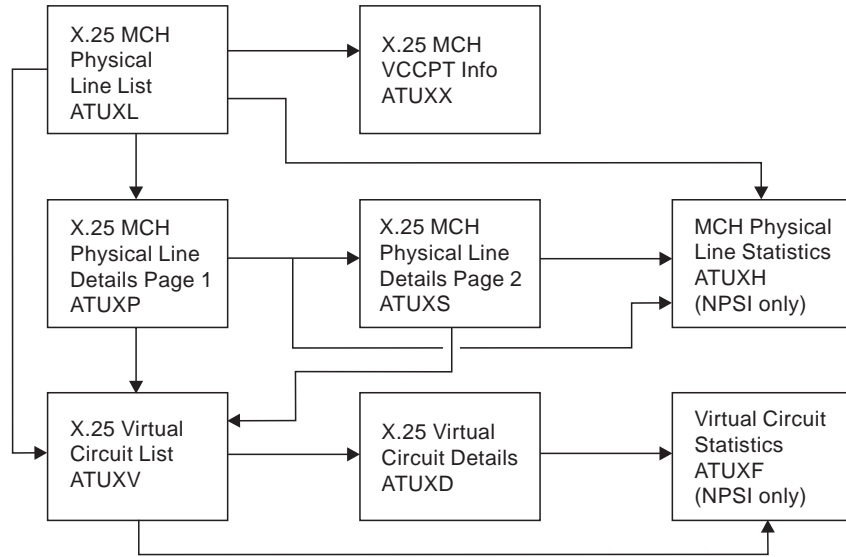 X.25 MCH
Physical
Line List
ATUXL
X.25 MCH
VCCPT Info
ATUXX
X.25 MCH
Physical Line
Details Page 1
ATUXP
X.25 MCH
Physical Line
Details Page 2
ATUXS
MCH Physical
Line Statistics
ATUXH
(NPSI only)
X.25 Virtual
Circuit List
ATUXV
X.25 Virtual
Circuit Details
ATUXD
Virtual Circuit
Statistics
ATUXF
(NPSI only)